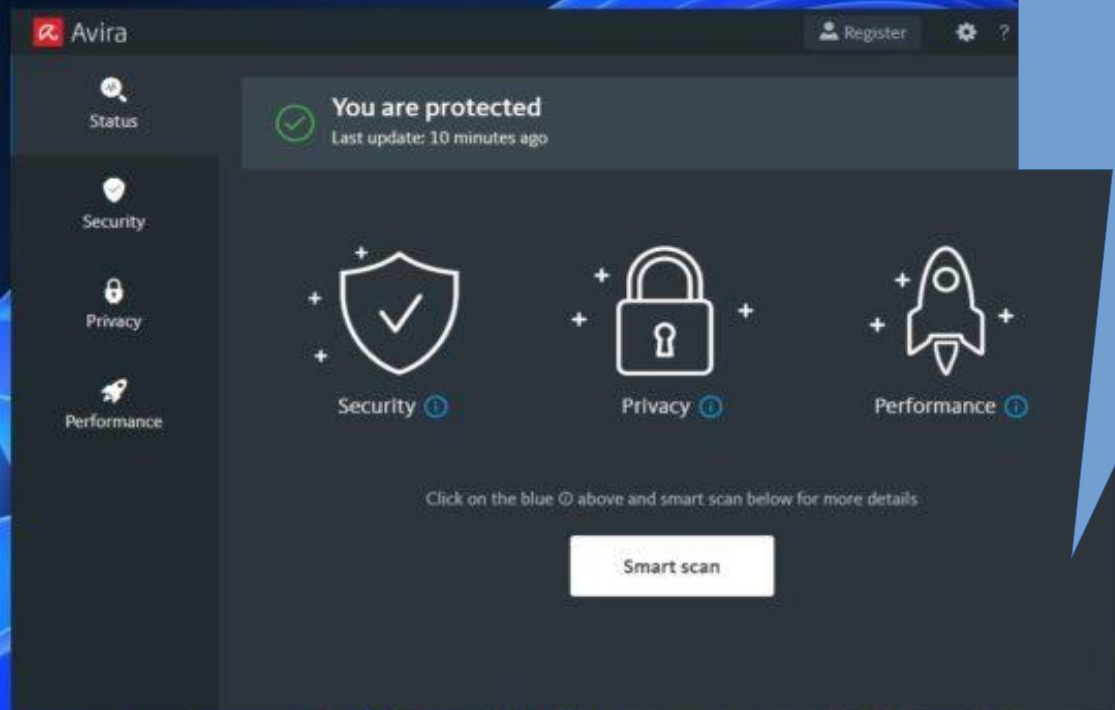 Avira
Register
?
Status
You are protected
Last update: 10 minutes ago
Security
Privacy
Performance
Security
Privacy
Performance
Click on the blue ⓘ above and smart scan below for more details
Smart scan